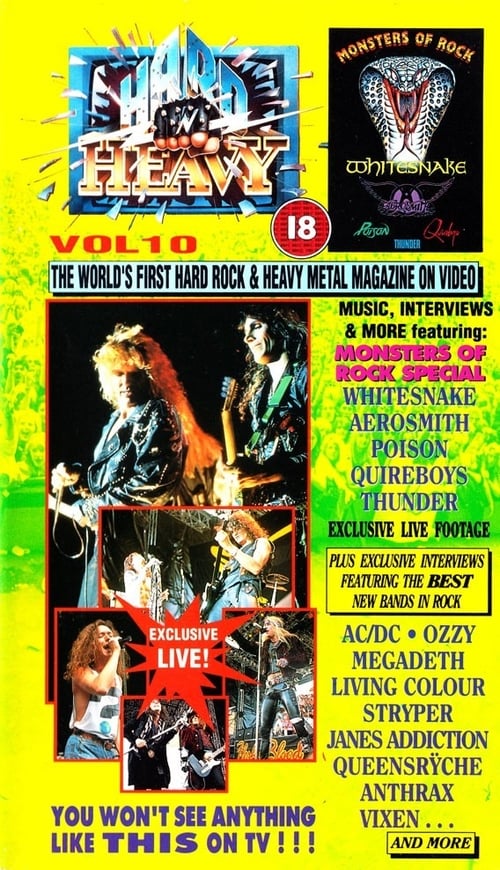 HARD
'N'
HEAVY
VOL 10
18
MONSTERS OF ROCK
WHITESNAKE
AEROSMITH
POISON
THUNDER
Quireboys
THE WORLD'S FIRST HARD ROCK & HEAVY METAL MAGAZINE ON VIDEO
MUSIC, INTERVIEWS
& MORE featuring:
MONSTERS OF
ROCK SPECIAL
WHITESNAKE
AEROSMITH
POISON
QUIREBOYS
THUNDER
EXCLUSIVE LIVE FOOTAGE
PLUS EXCLUSIVE INTERVIEWS
FEATURING THE BEST
NEW BANDS IN ROCK
AC/DC • OZZY
MEGADETH
LIVING COLOUR
STRYPER
JANES ADDICTION
QUEENSRŸCHE
ANTHRAX
VIXEN . . .
AND MORE
EXCLUSIVE
LIVE!
Blood
YOU WON'T SEE ANYTHING
LIKE THIS ON TV ! ! !